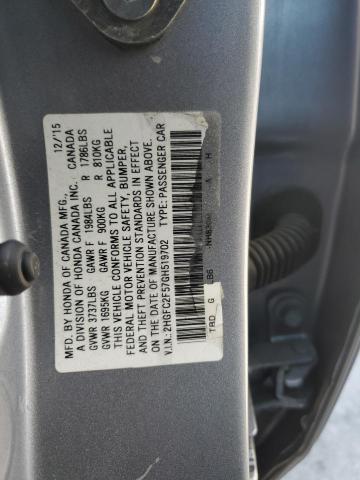 MFD. BY HONDA OF CANADA MFG., 12/'15
A DIVISION OF HONDA CANADA INC. CANADA
GVWR 3737LBS GAWR F 1984LBS R 1786LBS
GVWR 1695KG GAWR F 900KG R 810KG
THIS VEHICLE CONFORMS TO ALL APPLICABLE
FEDERAL MOTOR VEHICLE SAFETY, BUMPER,
AND THEFT PREVENTION STANDARDS IN EFFECT
ON THE DATE OF MANUFACTURE SHOWN ABOVE.
V.I.N.: 2HGFC2F57GH519702 TYPE: PASSENGER CAR
B6 A H
TRD G